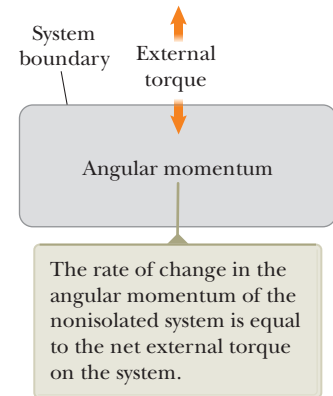 System
boundary
External
torque
Angular momentum
The rate of change in the
angular momentum of the
nonisolated system is equal
to the net external torque
on the system.